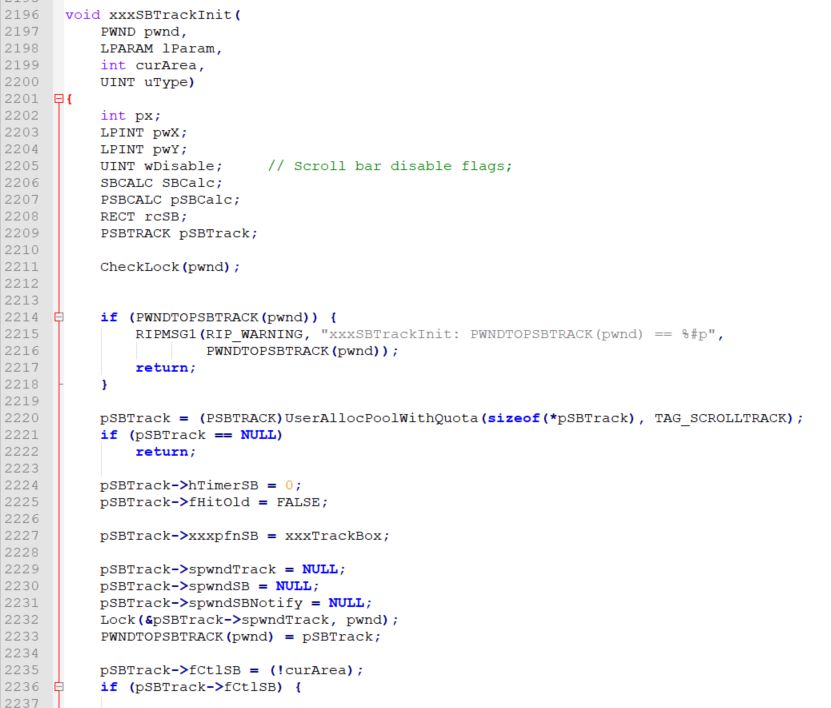 2196 void xxxSBTrackInit(
2197 PWND pwnd,
2198 LPARAM lParam,
2199 int curArea,
2200 UINT uType)
2201 {
2202 int px;
2203 LPINT pwX;
2204 LPINT pwY;
2205 UINT wDisable; // Scroll bar disable flags;
2206 SBCALC SBCalc;
2207 PSBCALC pSBCalc;
2208 RECT rcSB;
2209 PSBTRACK pSBTrack;
2210
2211 CheckLock(pwnd);
2212
2213
2214 if (PWNDTOPSBTRACK(pwnd)) {
2215 RIPMSG1(RIP_WARNING, "xxxSBTrackInit: PWNDTOPSBTRACK(pwnd) == %#p",
2216 PWNDTOPSBTRACK(pwnd));
2217 return;
2218 }
2219
2220 pSBTrack = (PSBTRACK)UserAllocPoolWithQuota(sizeof(*pSBTrack), TAG_SCROLLTRACK);
2221 if (pSBTrack == NULL)
2222 return;
2223
2224 pSBTrack->hTimerSB = 0;
2225 pSBTrack->fHitOld = FALSE;
2226
2227 pSBTrack->xxxpfnSB = xxxTrackBox;
2228
2229 pSBTrack->spwndTrack = NULL;
2230 pSBTrack->spwndSB = NULL;
2231 pSBTrack->spwndSBNotify = NULL;
2232 Lock(&pSBTrack->spwndTrack, pwnd);
2233 PWNDTOPSBTRACK(pwnd) = pSBTrack;
2234
2235 pSBTrack->fCtlSB = (!curArea);
2236 if (pSBTrack->fCtlSB) {
2237